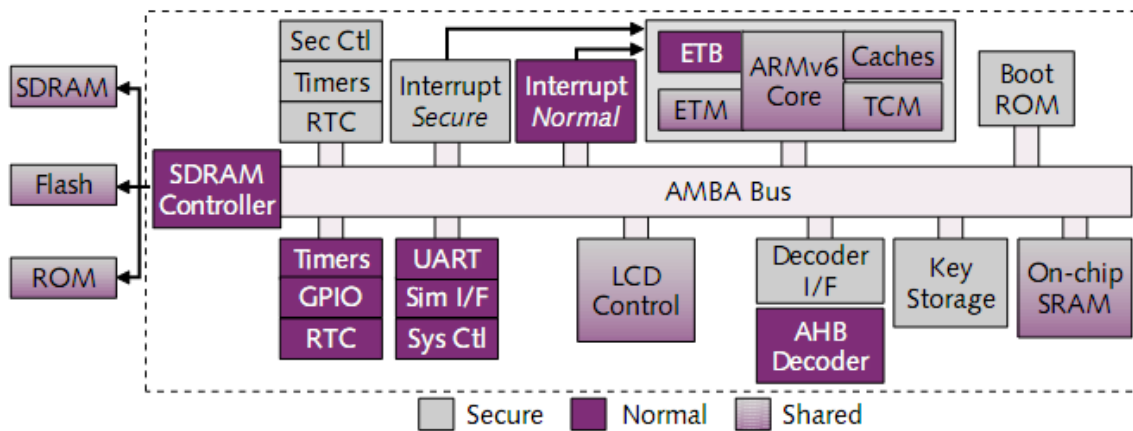 Sec Ctl
Timers
RTC
Interrupt
Secure
Interrupt
Normal
ETB
ETM
ARMv6
Core
Caches
TCM
Boot
ROM
SDRAM
Flash
ROM
SDRAM
Controller
AMBA Bus
Timers
GPIO
RTC
UART
Sim I/F
Sys Ctl
LCD
Control
Decoder
I/F
AHB
Decoder
Key
Storage
On-chip
SRAM
Secure
Normal
Shared